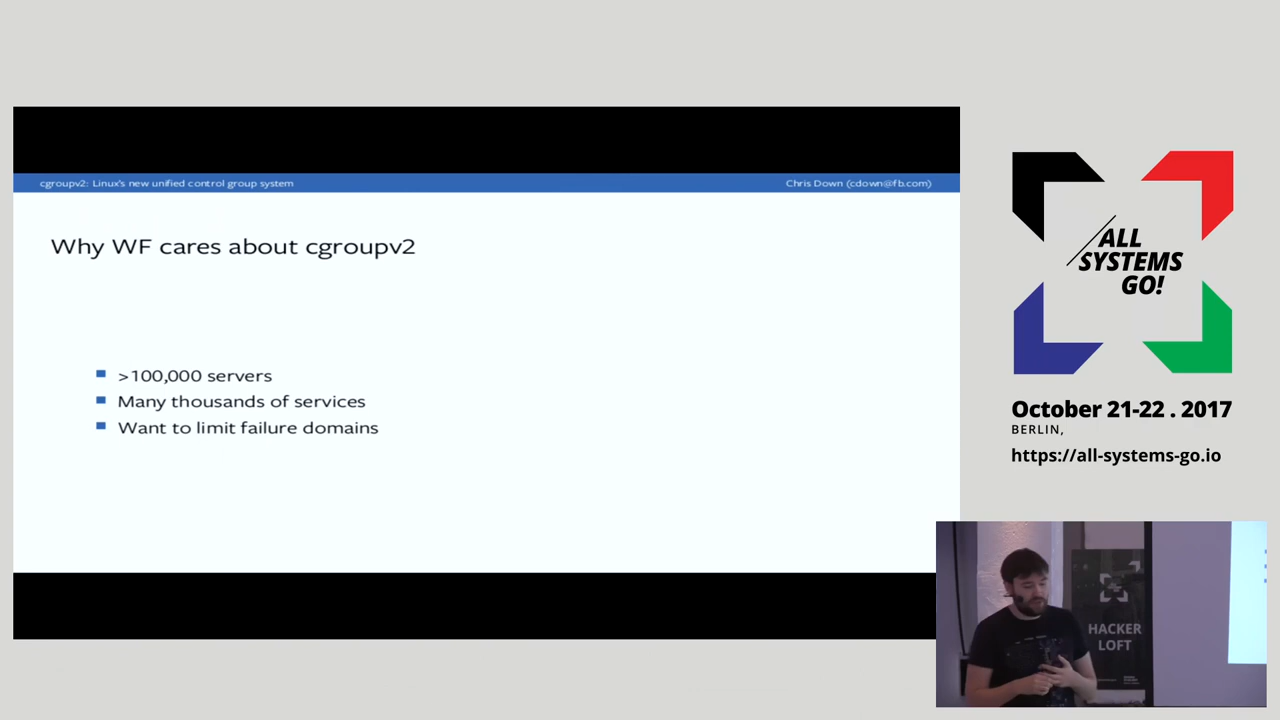 cgroupv2: Linux's new unified control group system
Chris Down (cdown@fb.com)
Why WF cares about cgroupv2
>100,000 servers
Many thousands of services
Want to limit failure domains
ALL
SYSTEMS
GO!
October 21-22 . 2017
BERLIN,
https://all-systems-go.io
HACKER
LOFT